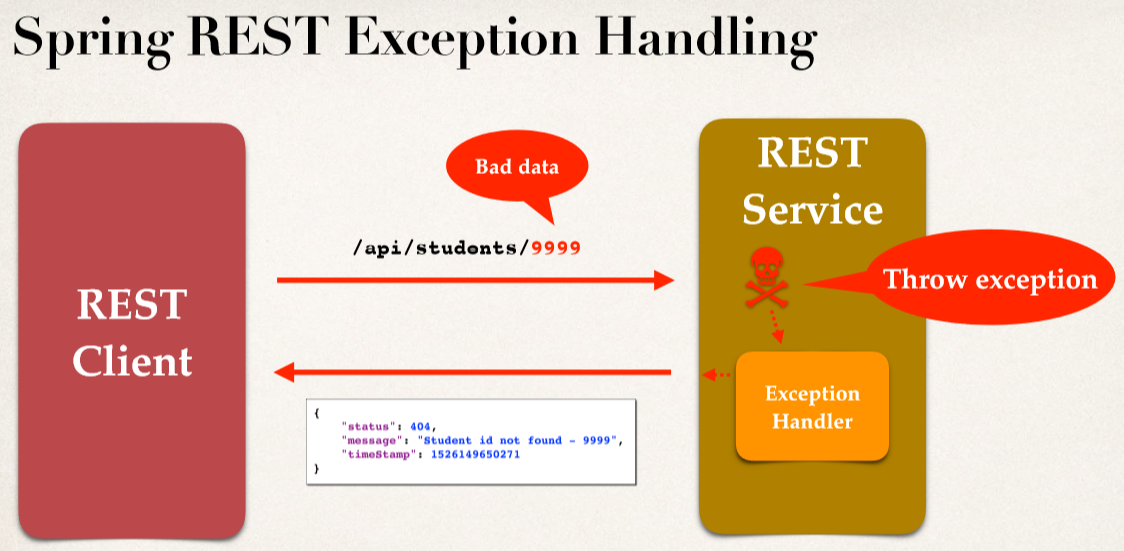 Spring REST Exception Handling
REST
Client
Bad data
/api/students/9999
REST
Service
Throw exception
Exception
Handler
{
"status": 404,
"message": "Student id not found - 9999",
"timeStamp": 1526149650271
}